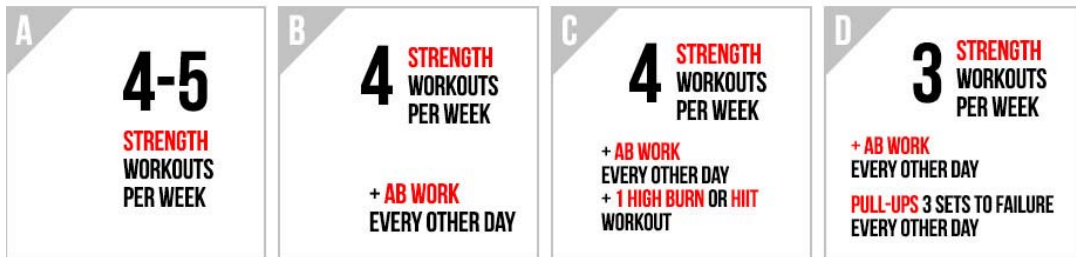 A
4-5
STRENGTH
WORKOUTS
PER WEEK
B
4 STRENGTH
WORKOUTS
PER WEEK
+ AB WORK
EVERY OTHER DAY
C
4 STRENGTH
WORKOUTS
PER WEEK
+ AB WORK
EVERY OTHER DAY
+ 1 HIGH BURN OR HIIT
WORKOUT
D
3 STRENGTH
WORKOUTS
PER WEEK
+ AB WORK
EVERY OTHER DAY
PULL-UPS 3 SETS TO FAILURE
EVERY OTHER DAY